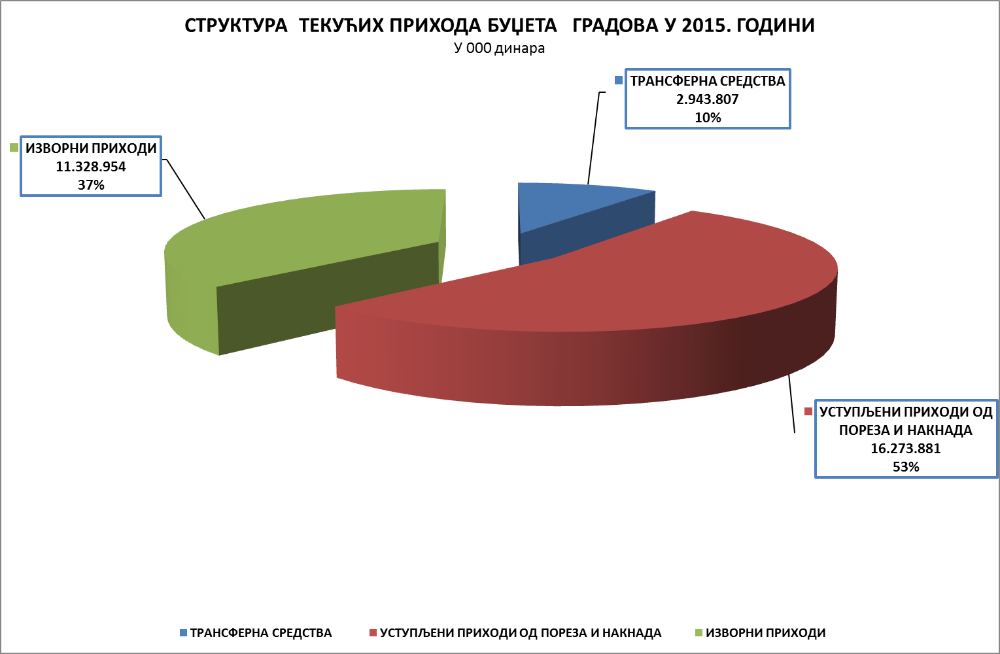 СТРУКТУРА ТЕКУЋИХ ПРИХОДА БУЏЕТА ГРАДОВА У 2015. ГОДИНИ
У 000 динара
ТРАНСФЕРНА СРЕДСТВА
2.943.807
10%
ИЗВОРНИ ПРИХОДИ
11.328.954
37%
УСТУПЉЕНИ ПРИХОДИ ОД
ПОРЕЗА И НАКНАДА
16.273.881
53%
ТРАНСФЕРНА СРЕДСТВА
УСТУПЉЕНИ ПРИХОДИ ОД ПОРЕЗА И НАКНАДА
ИЗВОРНИ ПРИХОДИ